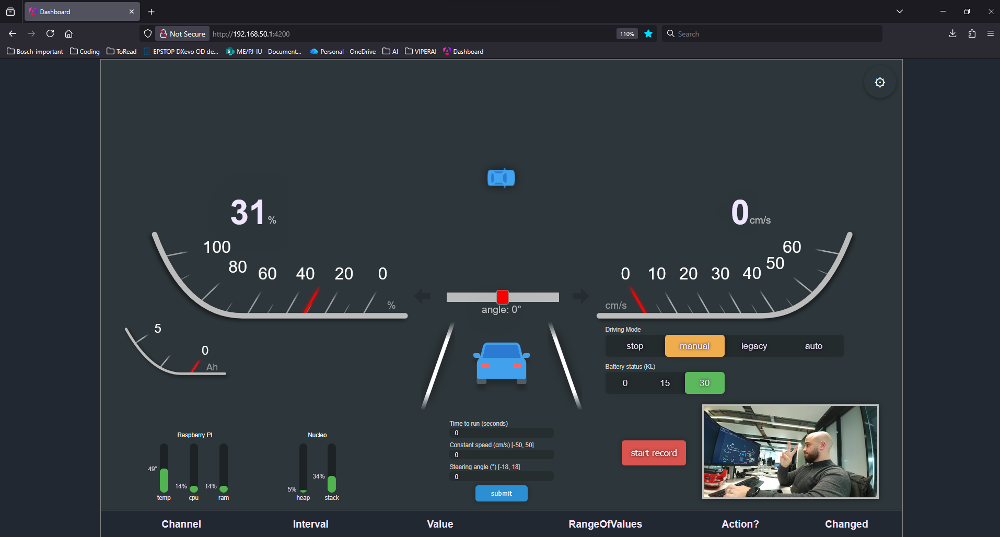 Dashboard
Not Secure
http://192.168.50.1:4200
110%
Search
Bosch-important
Coding
ToRead
EPSTOP DXevo OD de...
ME/PJ-IU - Document...
Personal - OneDrive
AI
VIPERAI
Dashboard
31 %
0 cm/s
100
80
60
40
20
0
%
0
10
20
30
40
50
60
cm/s
angle: 0°
5
0
Ah
Driving Mode
stop
manual
legacy
auto
Battery status (KL)
0
15
30
Time to run (seconds)
0
Constant speed (cm/s) [-50, 50]
0
Steering angle (°) [-18, 18]
0
submit
start record
Raspberry PI
49°
14%
14%
temp
cpu
ram
Nucleo
5%
34%
heap
stack
Channel
Interval
Value
RangeOfValues
Action?
Changed